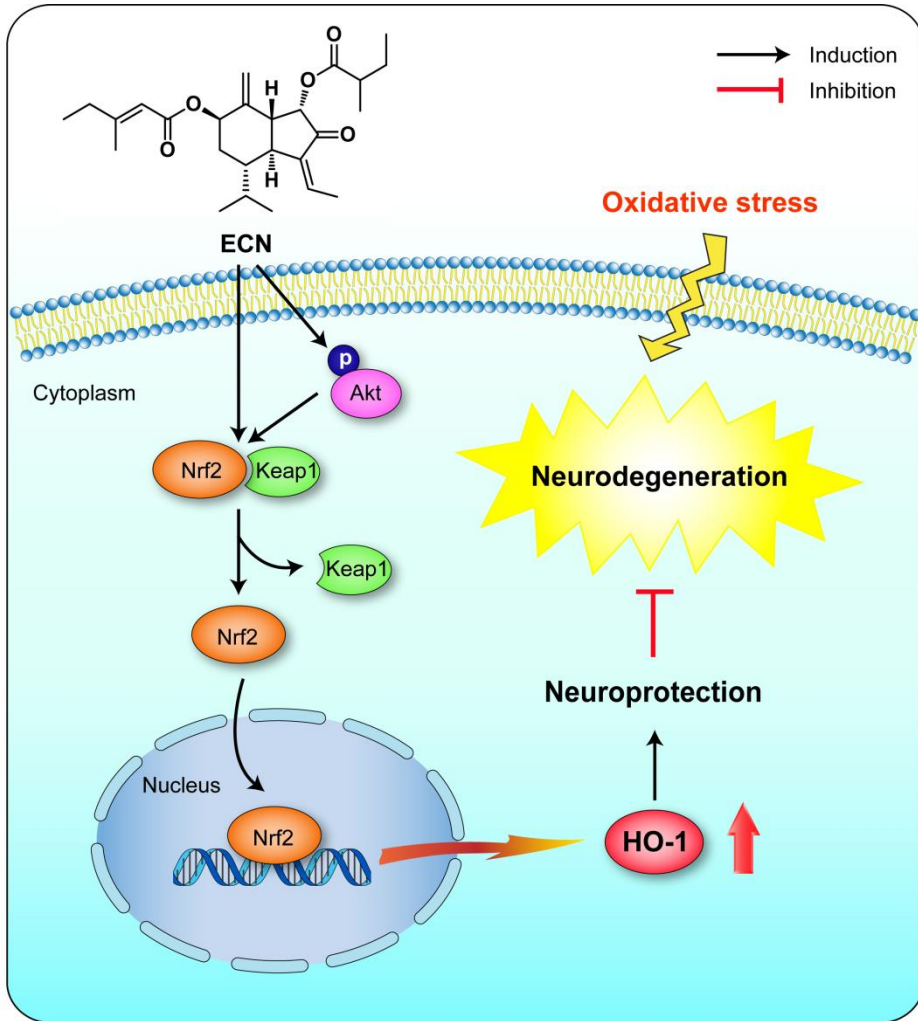 O
O
O
O
H
H
O
Induction
Inhibition
ECN
Oxidative stress
Cytoplasm
p
Akt
Nrf2
Keap1
Neurodegeneration
Keap1
Nrf2
Neuroprotection
Nucleus
Nrf2
HO-1